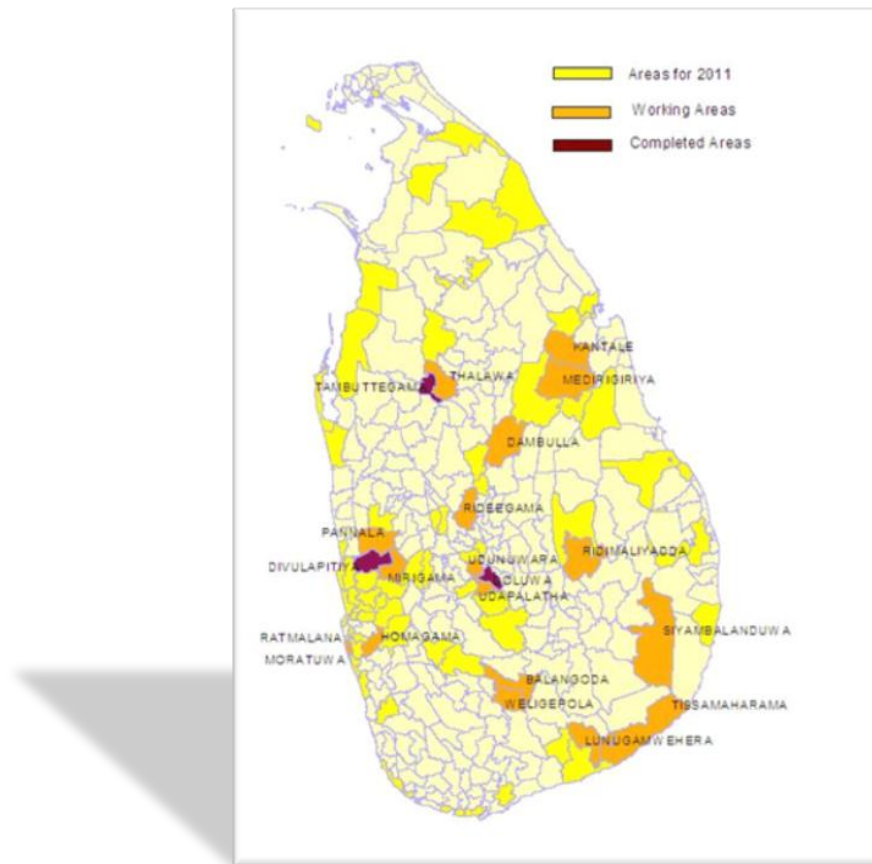 Areas for 2011
Working Areas
Completed Areas
KANTALE
THALAWA
MEDIRIGIRIYA
TAMBUTTEGAMA
DAMBULLA
RIDEEGAMA
PANNALA
RIDIMALIYADDA
UDUNUWARA
DIVULAPITIYA
MIRIGAMA
DOLUWA
UDAPALATHA
SIYAMBALANDUWA
RATMALANA
HOMAGAMA
MORATUWA
BALANGODA
WELIGEPOLA
TISSAMAHARAMA
LUNUGAMWEHERA